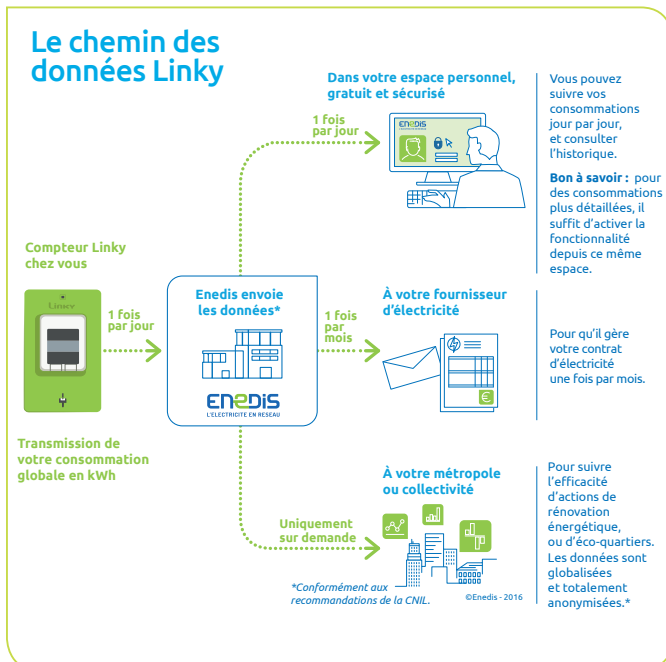 Le chemin des
données Linky
Dans votre espace personnel,
gratuit et sécurisé
1 fois
par jour
ENEDIS
Vous pouvez
suivre vos
consommations
jour par jour,
et consulter
l'historique.
Bon à savoir : pour
des consommations
plus détaillées, il
suffit d'activer la
fonctionnalité
depuis ce même
espace.
Compteur Linky
chez vous
Linky
1 fois
par jour
Transmission de
votre consommation
globale en kWh
Enedis envoie
les données*
ENEDIS
L'ELECTRICITE EN RESEAU
1 fois
par
mois
À votre fournisseur
d'électricité
€
Pour qu'il gère
votre contrat
d'électricité
une fois par mois.
Uniquement
sur demande
À votre métropole
ou collectivité
Pour suivre
l'efficacité
d'actions de
rénovation
énergétique,
ou d'éco-quartiers.
Les données sont
globalisées
et totalement
anonymisées.*
*Conformément aux
recommandations de la CNIL.
©Enedis - 2016